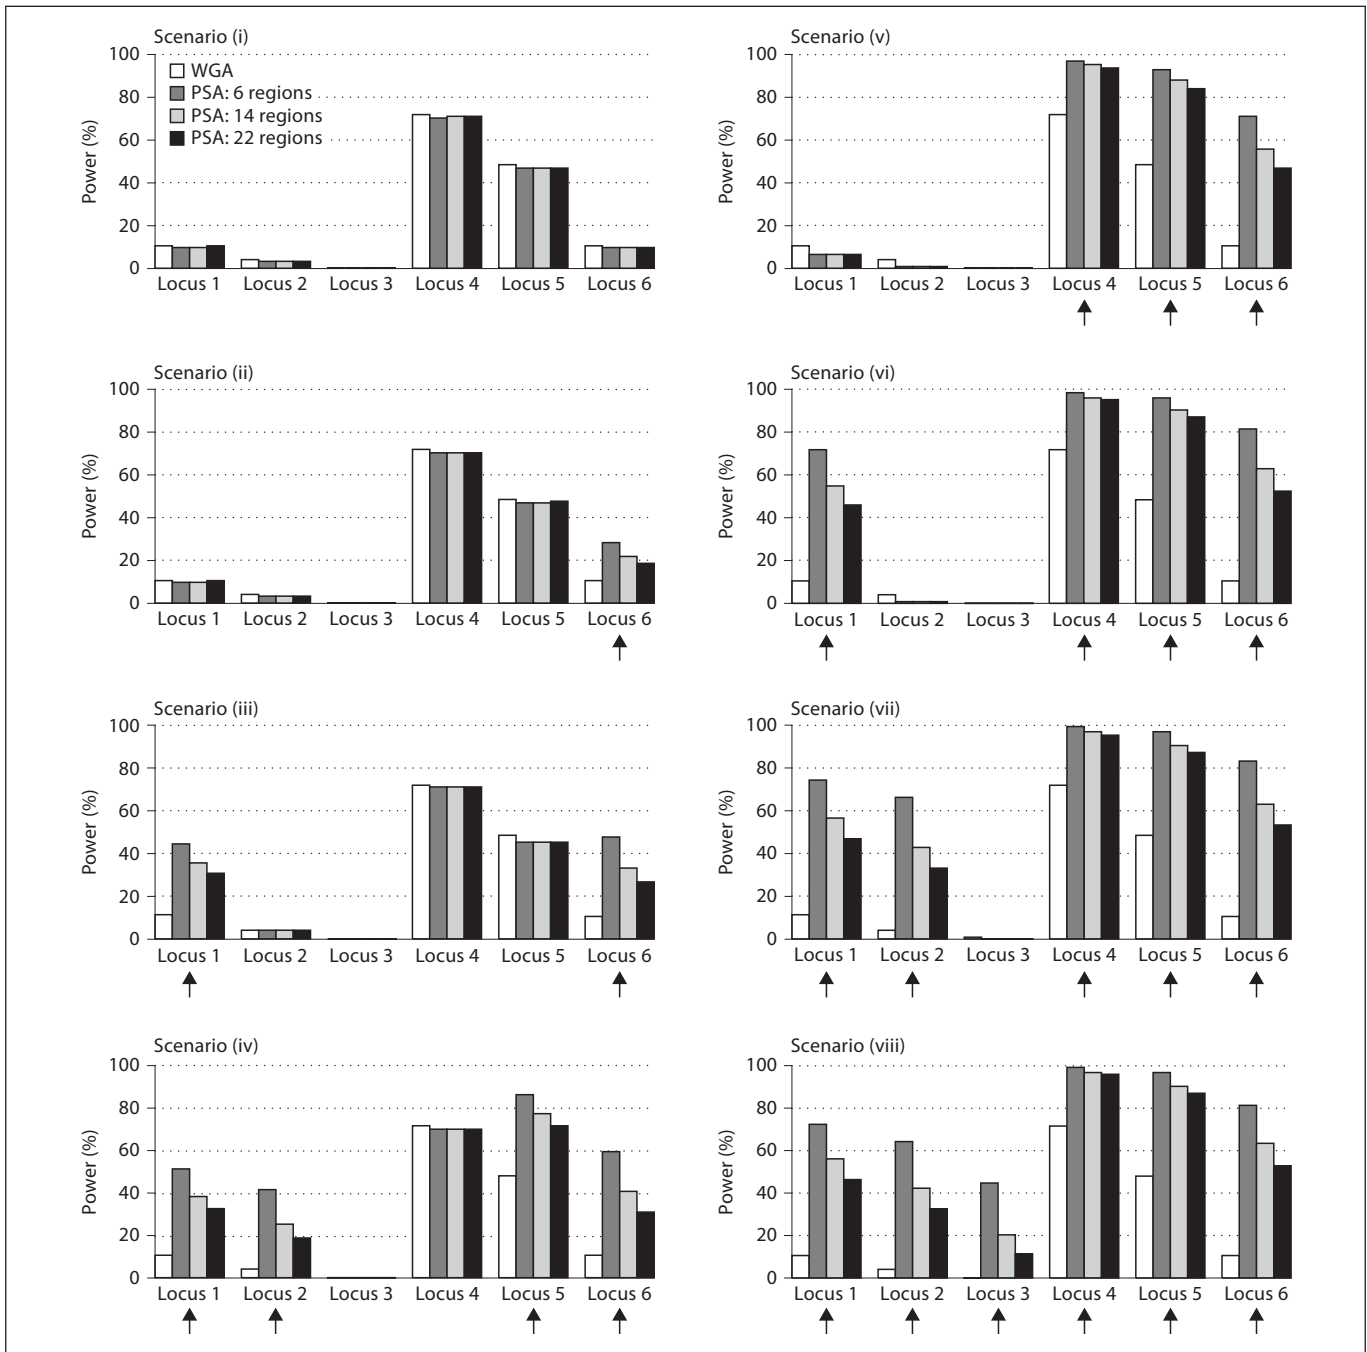 Scenario (i)
100
80
60
40
20
0
Power (%)
WGA
PSA: 6 regions
PSA: 14 regions
PSA: 22 regions
Locus 1 Locus 2 Locus 3 Locus 4 Locus 5 Locus 6
Scenario (v)
100
80
60
40
20
0
Power (%)
Locus 1 Locus 2 Locus 3 Locus 4 Locus 5 Locus 6
Scenario (ii)
100
80
60
40
20
0
Power (%)
Locus 1 Locus 2 Locus 3 Locus 4 Locus 5 Locus 6
Scenario (vi)
100
80
60
40
20
0
Power (%)
Locus 1 Locus 2 Locus 3 Locus 4 Locus 5 Locus 6
Scenario (iii)
100
80
60
40
20
0
Power (%)
Locus 1 Locus 2 Locus 3 Locus 4 Locus 5 Locus 6
Scenario (vii)
100
80
60
40
20
0
Power (%)
Locus 1 Locus 2 Locus 3 Locus 4 Locus 5 Locus 6
Scenario (iv)
100
80
60
40
20
0
Power (%)
Locus 1 Locus 2 Locus 3 Locus 4 Locus 5 Locus 6
Scenario (viii)
100
80
60
40
20
0
Power (%)
Locus 1 Locus 2 Locus 3 Locus 4 Locus 5 Locus 6